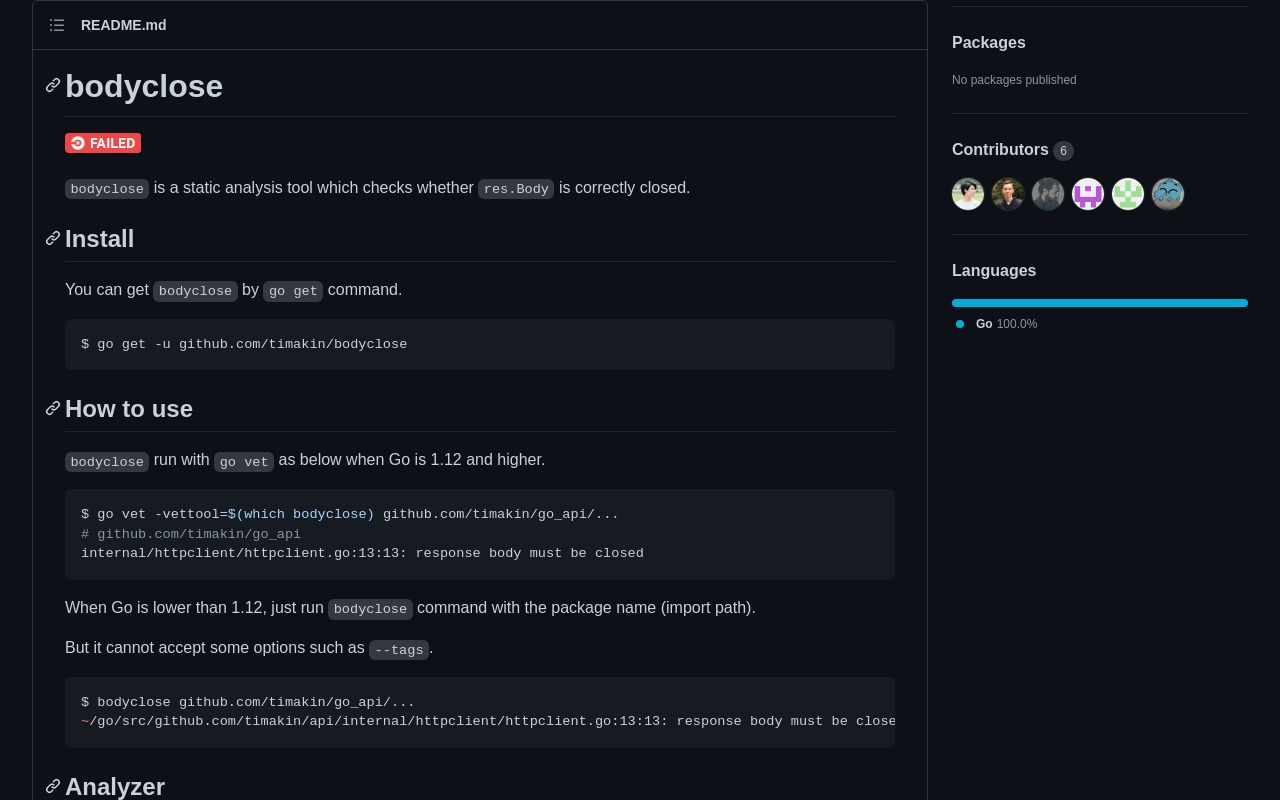 README.md
bodyclose
FAILED
bodyclose is a static analysis tool which checks whether res.Body is correctly closed.
Install
You can get bodyclose by go get command.
$ go get -u github.com/timakin/bodyclose
How to use
bodyclose run with go vet as below when Go is 1.12 and higher.
$ go vet -vettool=$(which bodyclose) github.com/timakin/go_api/...
# github.com/timakin/go_api
internal/httpclient/httpclient.go:13:13: response body must be closed
When Go is lower than 1.12, just run bodyclose command with the package name (import path).
But it cannot accept some options such as --tags.
$ bodyclose github.com/timakin/go_api/...
~/go/src/github.com/timakin/api/internal/httpclient/httpclient.go:13:13: response body must be close
Analyzer
Packages
No packages published
Contributors 6
Languages
Go 100.0%